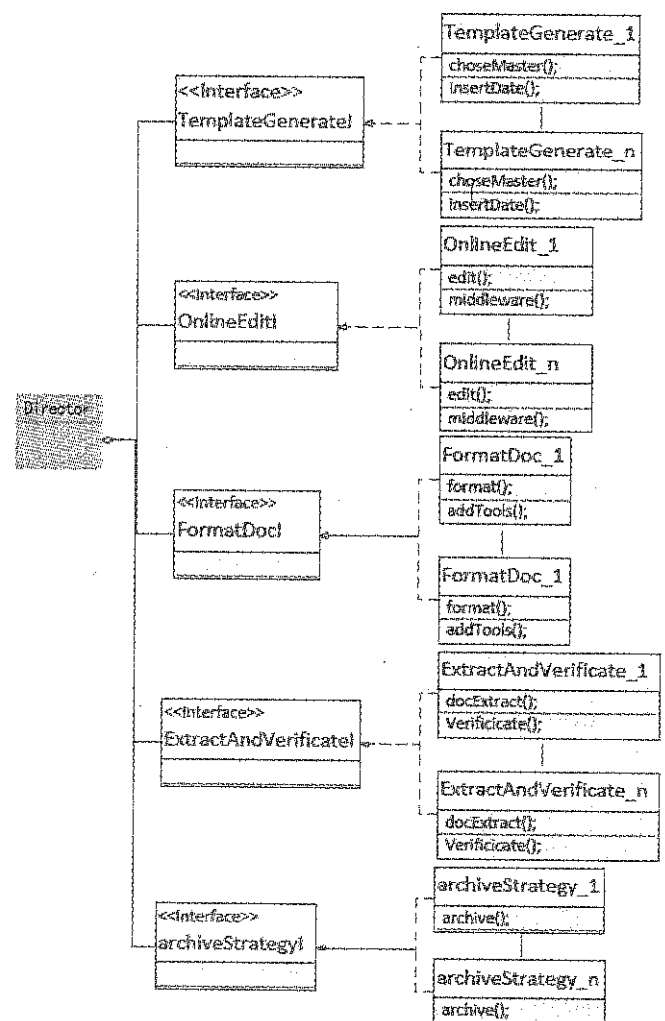 TemplateGenerate_1
choseMaster();
insertDate();
<<Interface>>
TemplateGenerateI
TemplateGenerate_n
choseMaster();
insertDate();
OnlineEdit_1
edit();
middleware();
<<Interface>>
OnlineEditI
OnlineEdit_n
edit();
middleware();
Director
FormatDoc_1
format();
addTools();
<<Interface>>
FormatDocI
FormatDoc_1
format();
addTools();
ExtractAndVerificate_1
docExtract();
Verificicate();
<<Interface>>
ExtractAndVerificateI
ExtractAndVerificate_n
docExtract();
Verificicate();
archiveStrategy_1
archive();
<<Interface>>
archiveStrategyI
archiveStrategy_n
archive();